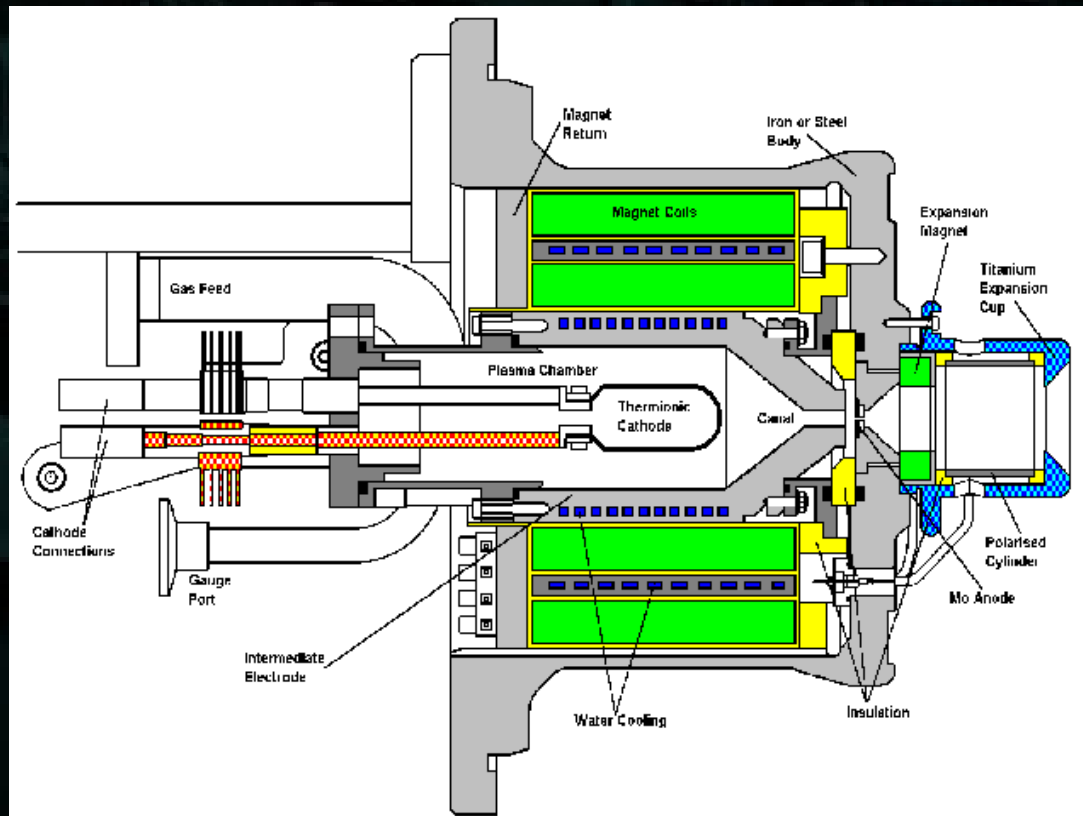 Magnet
Return
Iron or Steel
Body
Magnet Coils
Expansion
Magnet
Titanium
Expansion
Cup
Gas Feed
Plasma Chamber
Thermionic
Cathode
Canal
Cathode
Connections
Gauge
Port
Polarised
Cylinder
Mo Anode
Intermediate
Electrode
Water Cooling
Insulation